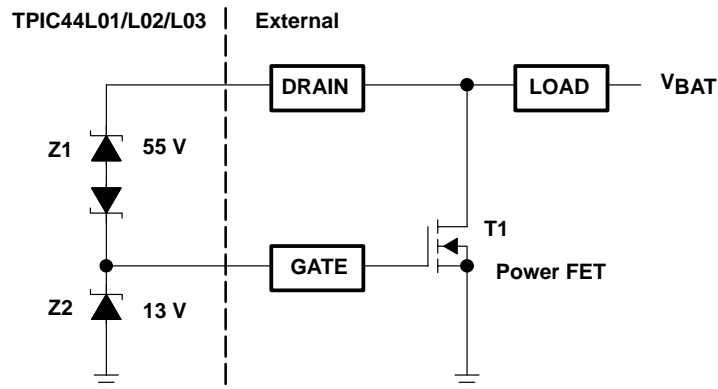 TPIC44L01/L02/L03 External
DRAIN LOAD VBAT
Z1 55 V
T1
GATE Power FET
Z2 13 V